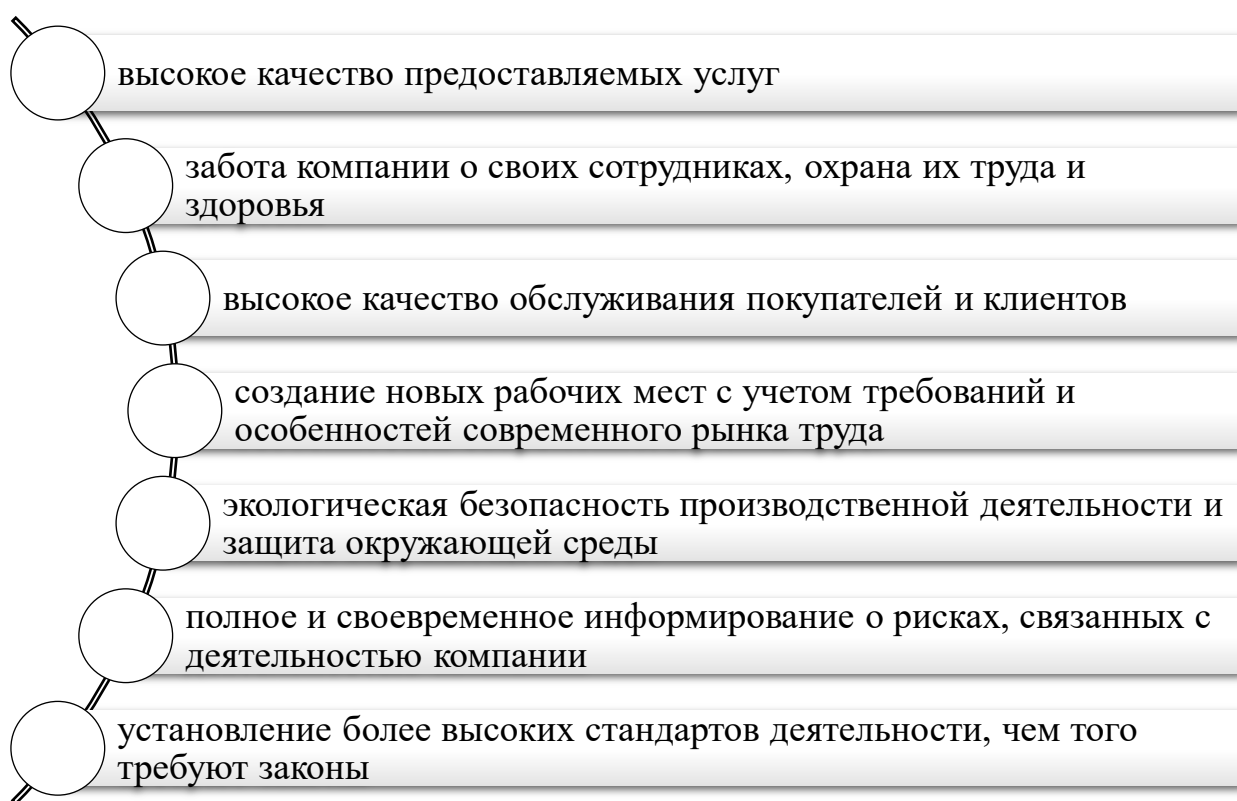 высокое качество предоставляемых услуг
забота компании о своих сотрудниках, охрана их труда и
здоровья
высокое качество обслуживания покупателей и клиентов
создание новых рабочих мест с учетом требований и
особенностей современного рынка труда
экологическая безопасность производственной деятельности и
защита окружающей среды
полное и своевременное информирование о рисках, связанных с
деятельностью компании
установление более высоких стандартов деятельности, чем того
требуют законы